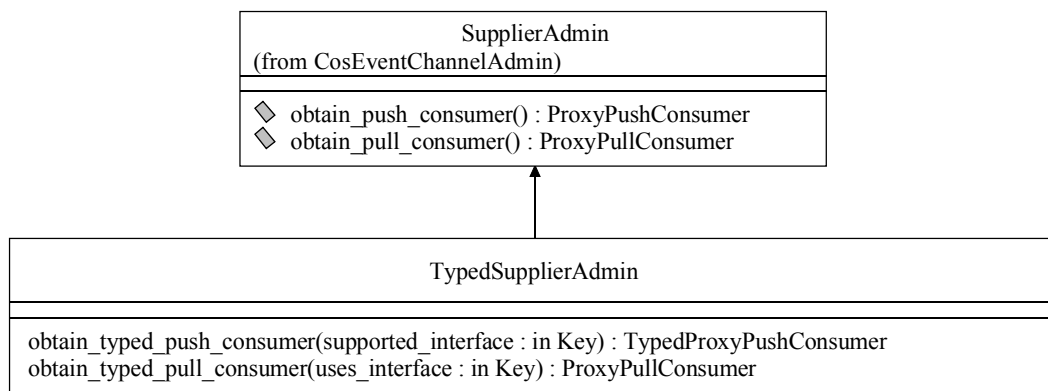 SupplierAdmin
(from CosEventChannelAdmin)
obtain_push_consumer() : ProxyPushConsumer
obtain_pull_consumer() : ProxyPullConsumer
TypedSupplierAdmin
obtain_typed_push_consumer(supported_interface : in Key) : TypedProxyPushConsumer
obtain_typed_pull_consumer(uses_interface : in Key) : ProxyPullConsumer